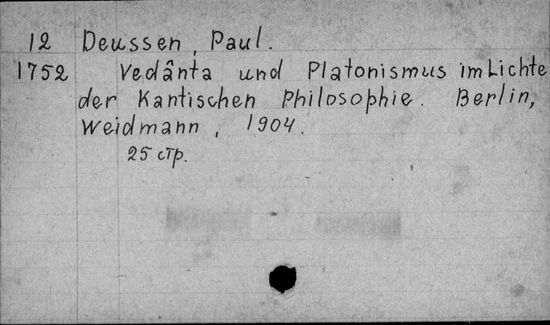 12 Deussen, Paul.
1752 Vedânta und Platonismus im Lichte
der Kantischen Philosophie. Berlin,
Weidmann, 1904.
25 стр.